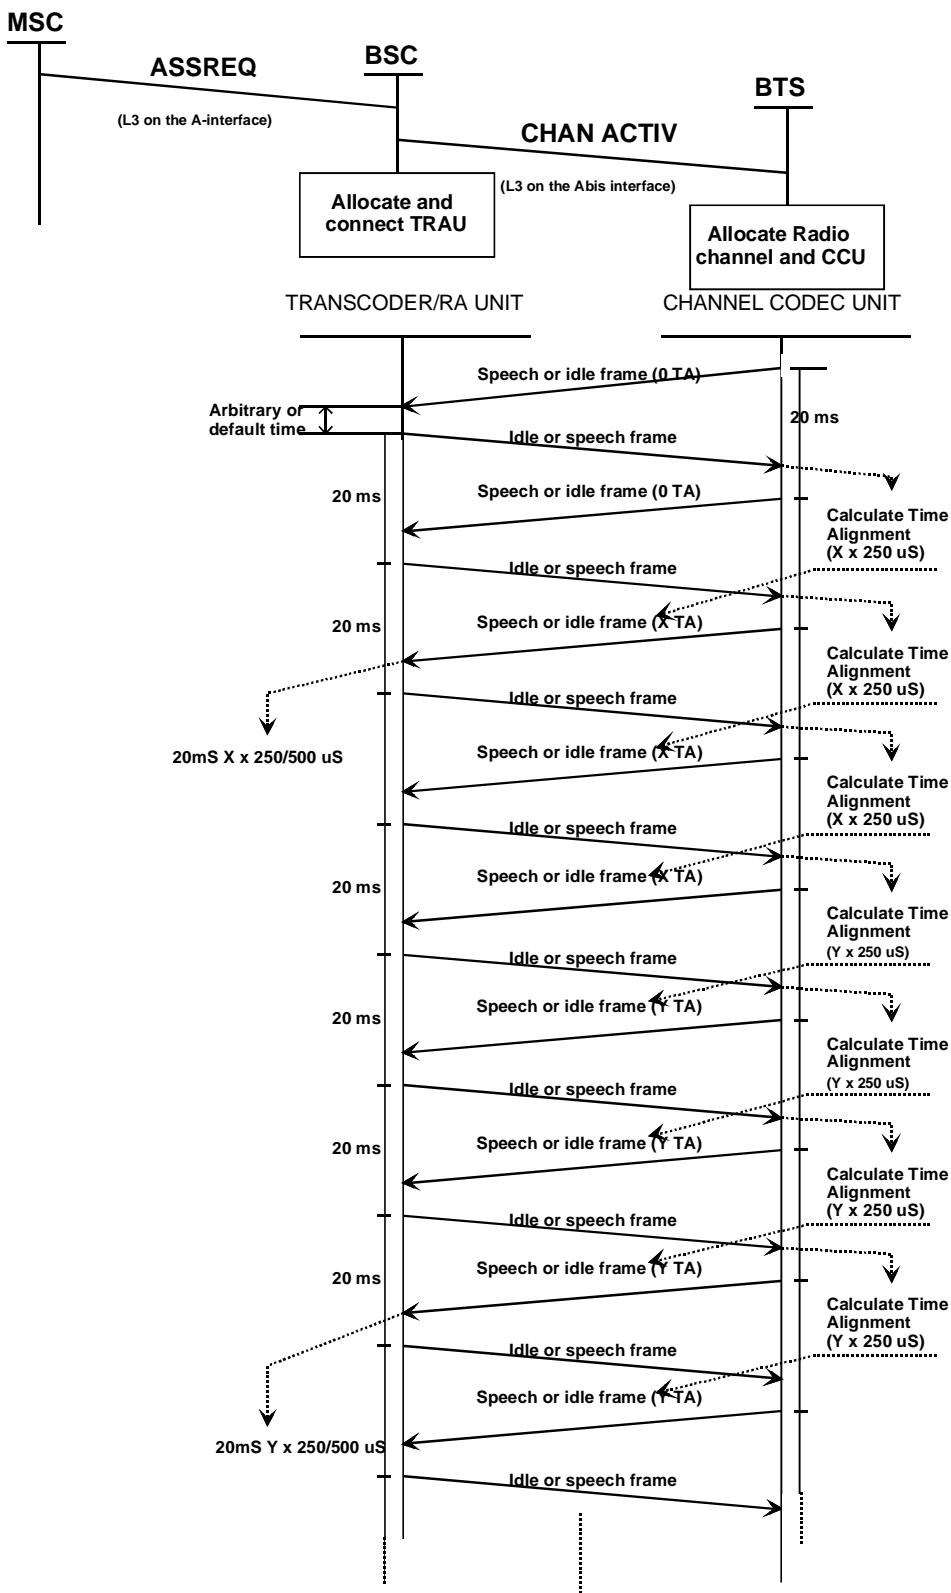 MSC
BSC
ASSREQ
BTS
(L3 on the A-interface)
CHAN ACTIV
(L3 on the Abis interface)
Allocate and
connect TRAU
Allocate Radio
channel and CCU
TRANSCODER/RA UNIT
CHANNEL CODEC UNIT
Speech or idle frame (0 TA)
Arbitrary or
default time
20 ms
Idle or speech frame
20 ms
Speech or idle frame (0 TA)
Calculate Time
Alignment
(X x 250 uS)
Idle or speech frame
20 ms
Speech or idle frame (X TA)
Calculate Time
Alignment
(X x 250 uS)
Idle or speech frame
20mS X x 250/500 uS
Speech or idle frame (X TA)
Calculate Time
Alignment
(X x 250 uS)
Idle or speech frame
20 ms
Speech or idle frame (X TA)
Calculate Time
Alignment
(Y x 250 uS)
Idle or speech frame
20 ms
Speech or idle frame (Y TA)
Calculate Time
Alignment
(Y x 250 uS)
Idle or speech frame
20 ms
Speech or idle frame (Y TA)
Calculate Time
Alignment
(Y x 250 uS)
Idle or speech frame
20 ms
Speech or idle frame (Y TA)
Calculate Time
Alignment
(Y x 250 uS)
Idle or speech frame
Speech or idle frame (Y TA)
20mS Y x 250/500 uS
Idle or speech frame